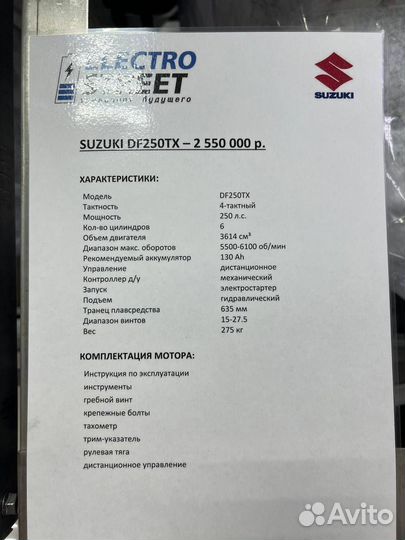 ELECTRO
STREET
будущего
SUZUKI
SUZUKI DF250TX – 2 550 000 р.
ХАРАКТЕРИСТИКИ:
Модель DF250TX
Тактность 4-тактный
Мощность 250 л.с.
Кол-во цилиндров 6
Объем двигателя 3614 см³
Диапазон макс. оборотов 5500-6100 об/мин
Рекомендуемый аккумулятор 130 Ah
Управление дистанционное
Контроллер д/у механический
Запуск электростартер
Подъем гидравлический
Транец плавсредства 635 мм
Диапазон винтов 15-27.5
Вес 275 кг
КОМПЛЕКТАЦИЯ МОТОРА:
Инструкция по эксплуатации
инструменты
гребной винт
крепежные болты
тахометр
трим-указатель
рулевая тяга
дистанционное управление
Avito